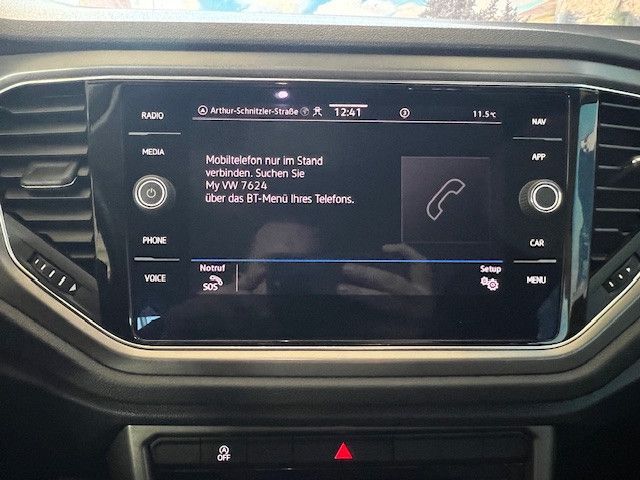 RADIO
MEDIA
PHONE
VOICE
Arthur-Schnitzler-Straße 12:41 11.5°C
Mobiltelefon nur im Stand
verbinden. Suchen Sie
My VW 7624
über das BT-Menü Ihres Telefons.
Notruf
SOS
Setup
NAV
APP
CAR
MENU
A
OFF